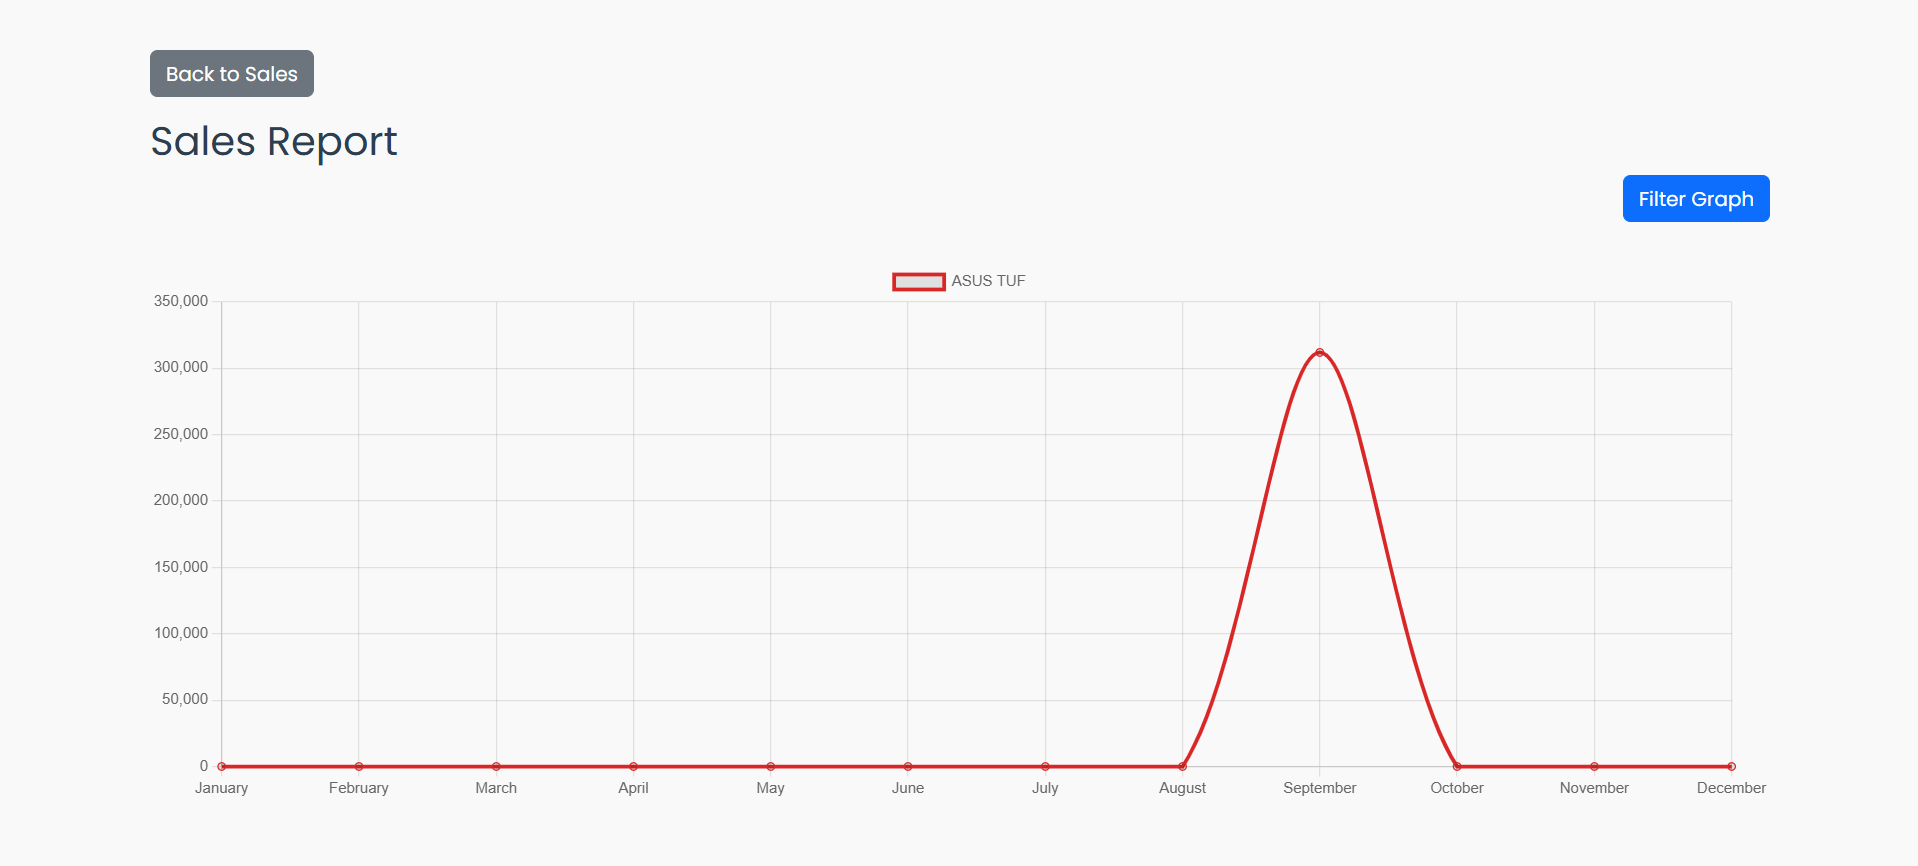 Back to Sales
Sales Report
Filter Graph
ASUS TUF
350,000
300,000
250,000
200,000
150,000
100,000
50,000
0
January February March April May June July August September October November December